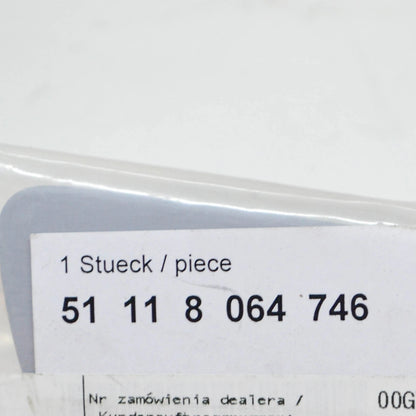 1 Stueck / piece
51 11 8 064 746
Nr zamówienia dealera /
00G